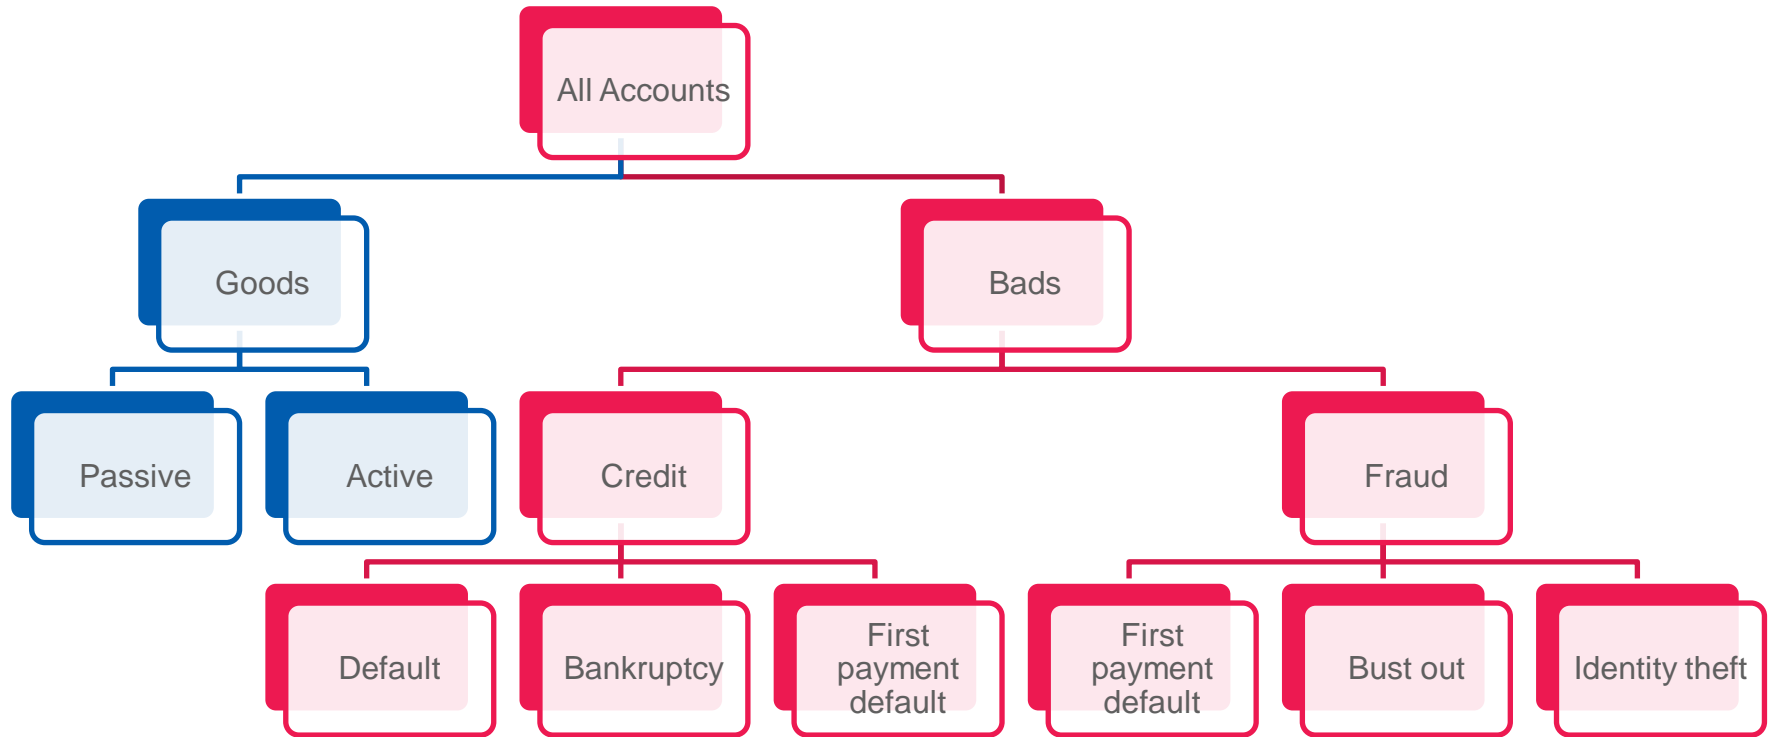 All Accounts
Goods
Bads
Passive
Active
Credit
Fraud
Default
Bankruptcy
First
payment
default
First
payment
default
Bust out
Identity theft